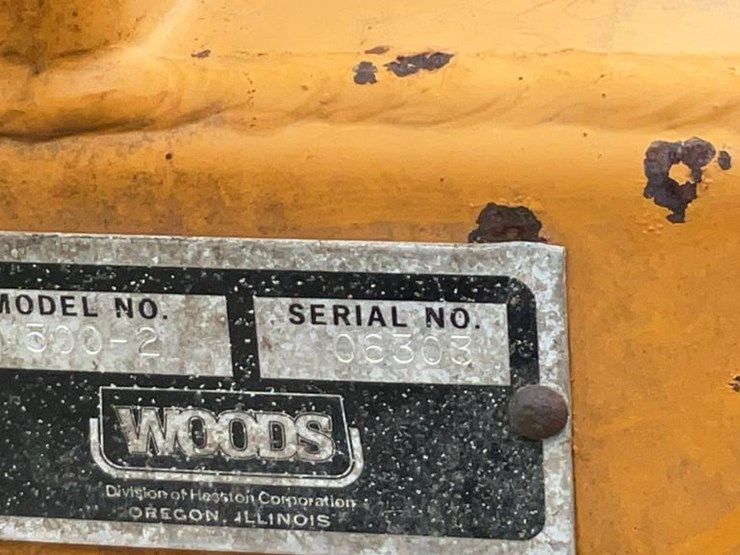 MODEL NO.
500-2
SERIAL NO.
06303
WOODS
Division of Hesston Corporation
OREGON, ILLINOIS